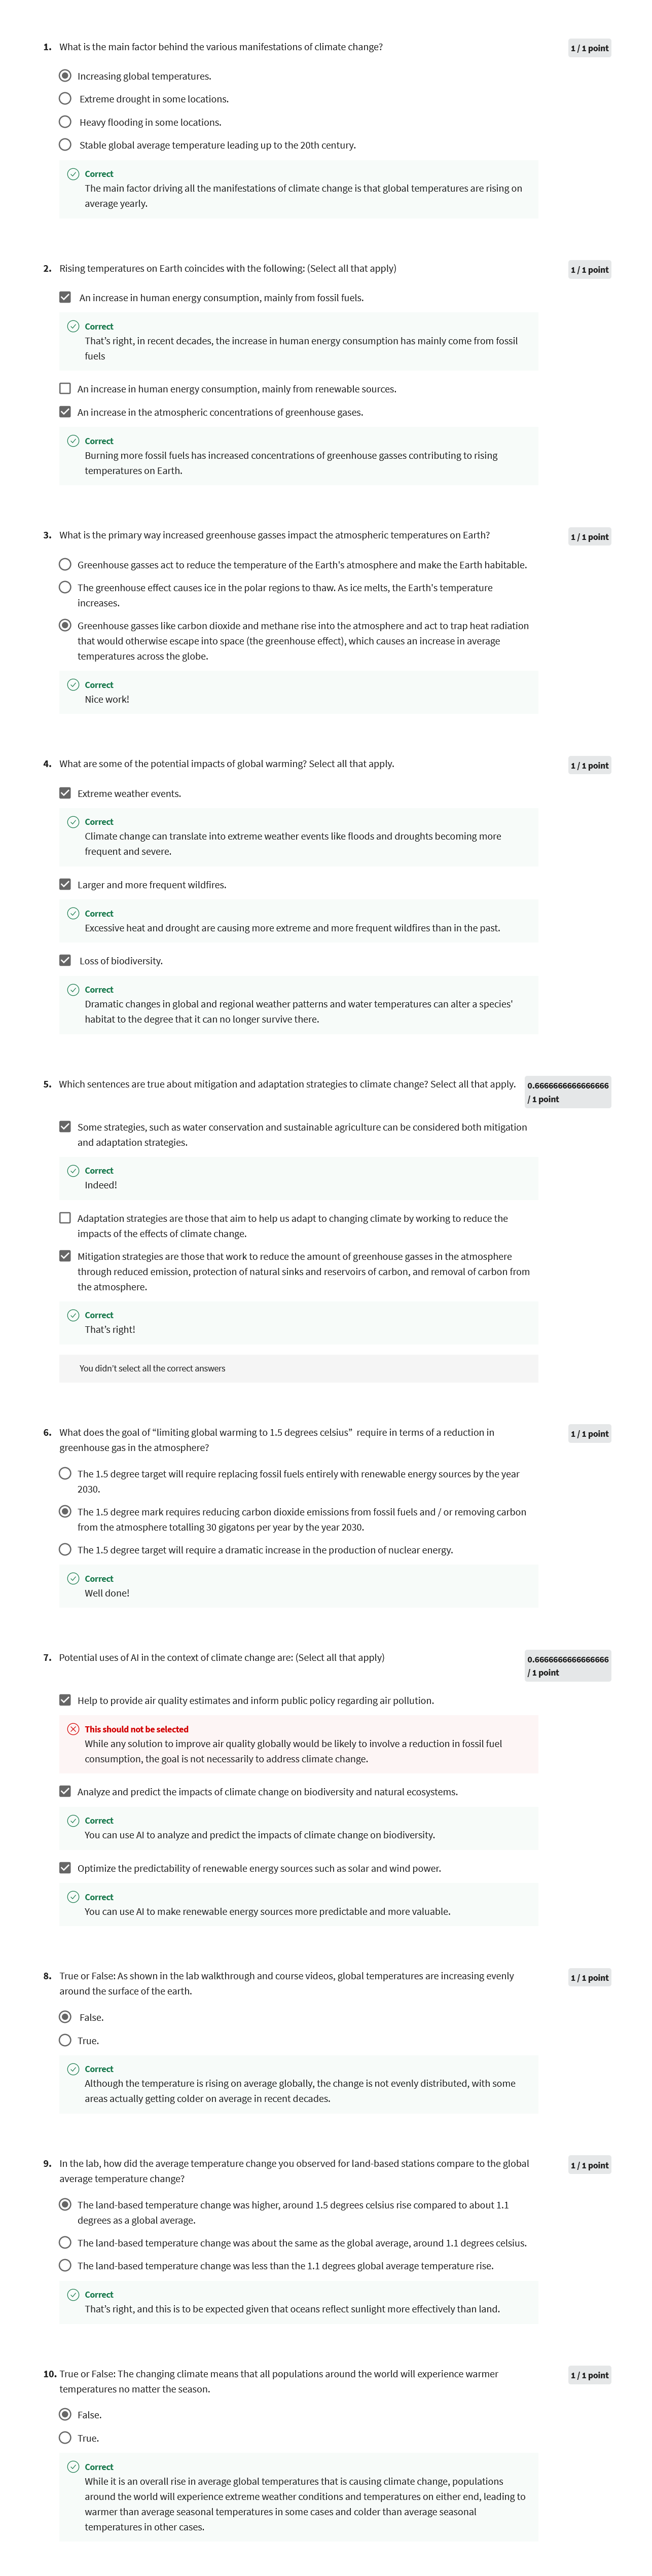 1. What is the main factor behind the various manifestations of climate change?
1 / 1 point
Increasing global temperatures.
Extreme drought in some locations.
Heavy flooding in some locations.
Stable global average temperature leading up to the 20th century.
Correct
The main factor driving all the manifestations of climate change is that global temperatures are rising on
average yearly.
2. Rising temperatures on Earth coincides with the following: (Select all that apply)
1 / 1 point
An increase in human energy consumption, mainly from fossil fuels.
Correct
That's right, in recent decades, the increase in human energy consumption has mainly come from fossil
fuels
An increase in human energy consumption, mainly from renewable sources.
An increase in the atmospheric concentrations of greenhouse gases.
Correct
Burning more fossil fuels has increased concentrations of greenhouse gasses contributing to rising
temperatures on Earth.
3. What is the primary way increased greenhouse gasses impact the atmospheric temperatures on Earth?
1 / 1 point
Greenhouse gasses act to reduce the temperature of the Earth's atmosphere and make the Earth habitable.
The greenhouse effect causes ice in the polar regions to thaw. As ice melts, the Earth's temperature
increases.
Greenhouse gasses like carbon dioxide and methane rise into the atmosphere and act to trap heat radiation
that would otherwise escape into space (the greenhouse effect), which causes an increase in average
temperatures across the globe.
Correct
Nice work!
4. What are some of the potential impacts of global warming? Select all that apply.
1 / 1 point
Extreme weather events.
Correct
Climate change can translate into extreme weather events like floods and droughts becoming more
frequent and severe.
Larger and more frequent wildfires.
Correct
Excessive heat and drought are causing more extreme and more frequent wildfires than in the past.
Loss of biodiversity.
Correct
Dramatic changes in global and regional weather patterns and water temperatures can alter a species'
habitat to the degree that it can no longer survive there.
5. Which sentences are true about mitigation and adaptation strategies to climate change? Select all that apply.
0.6666666666666666
/ 1 point
Some strategies, such as water conservation and sustainable agriculture can be considered both mitigation
and adaptation strategies.
Correct
Indeed!
Adaptation strategies are those that aim to help us adapt to changing climate by working to reduce the
impacts of the effects of climate change.
Mitigation strategies are those that work to reduce the amount of greenhouse gasses in the atmosphere
through reduced emission, protection of natural sinks and reservoirs of carbon, and removal of carbon from
the atmosphere.
Correct
That's right!
You didn't select all the correct answers
6. What does the goal of "limiting global warming to 1.5 degrees celsius" require in terms of a reduction in
greenhouse gas in the atmosphere?
1 / 1 point
The 1.5 degree target will require replacing fossil fuels entirely with renewable energy sources by the year
2030.
The 1.5 degree mark requires reducing carbon dioxide emissions from fossil fuels and / or removing carbon
from the atmosphere totalling 30 gigatons per year by the year 2030.
The 1.5 degree target will require a dramatic increase in the production of nuclear energy.
Correct
Well done!
7. Potential uses of AI in the context of climate change are: (Select all that apply)
0.6666666666666666
/ 1 point
Help to provide air quality estimates and inform public policy regarding air pollution.
This should not be selected
While any solution to improve air quality globally would be likely to involve a reduction in fossil fuel
consumption, the goal is not necessarily to address climate change.
Analyze and predict the impacts of climate change on biodiversity and natural ecosystems.
Correct
You can use AI to analyze and predict the impacts of climate change on biodiversity.
Optimize the predictability of renewable energy sources such as solar and wind power.
Correct
You can use AI to make renewable energy sources more predictable and more valuable.
8. True or False: As shown in the lab walkthrough and course videos, global temperatures are increasing evenly
around the surface of the earth.
1 / 1 point
False.
True.
Correct
Although the temperature is rising on average globally, the change is not evenly distributed, with some
areas actually getting colder on average in recent decades.
9. In the lab, how did the average temperature change you observed for land-based stations compare to the global
average temperature change?
1 / 1 point
The land-based temperature change was higher, around 1.5 degrees celsius rise compared to about 1.1
degrees as a global average.
The land-based temperature change was about the same as the global average, around 1.1 degrees celsius.
The land-based temperature change was less than the 1.1 degrees global average temperature rise.
Correct
That's right, and this is to be expected given that oceans reflect sunlight more effectively than land.
10. True or False: The changing climate means that all populations around the world will experience warmer
temperatures no matter the season.
1 / 1 point
False.
True.
Correct
While it is an overall rise in average global temperatures that is causing climate change, populations
around the world will experience extreme weather conditions and temperatures on either end, leading to
warmer than average seasonal temperatures in some cases and colder than average seasonal
temperatures in other cases.